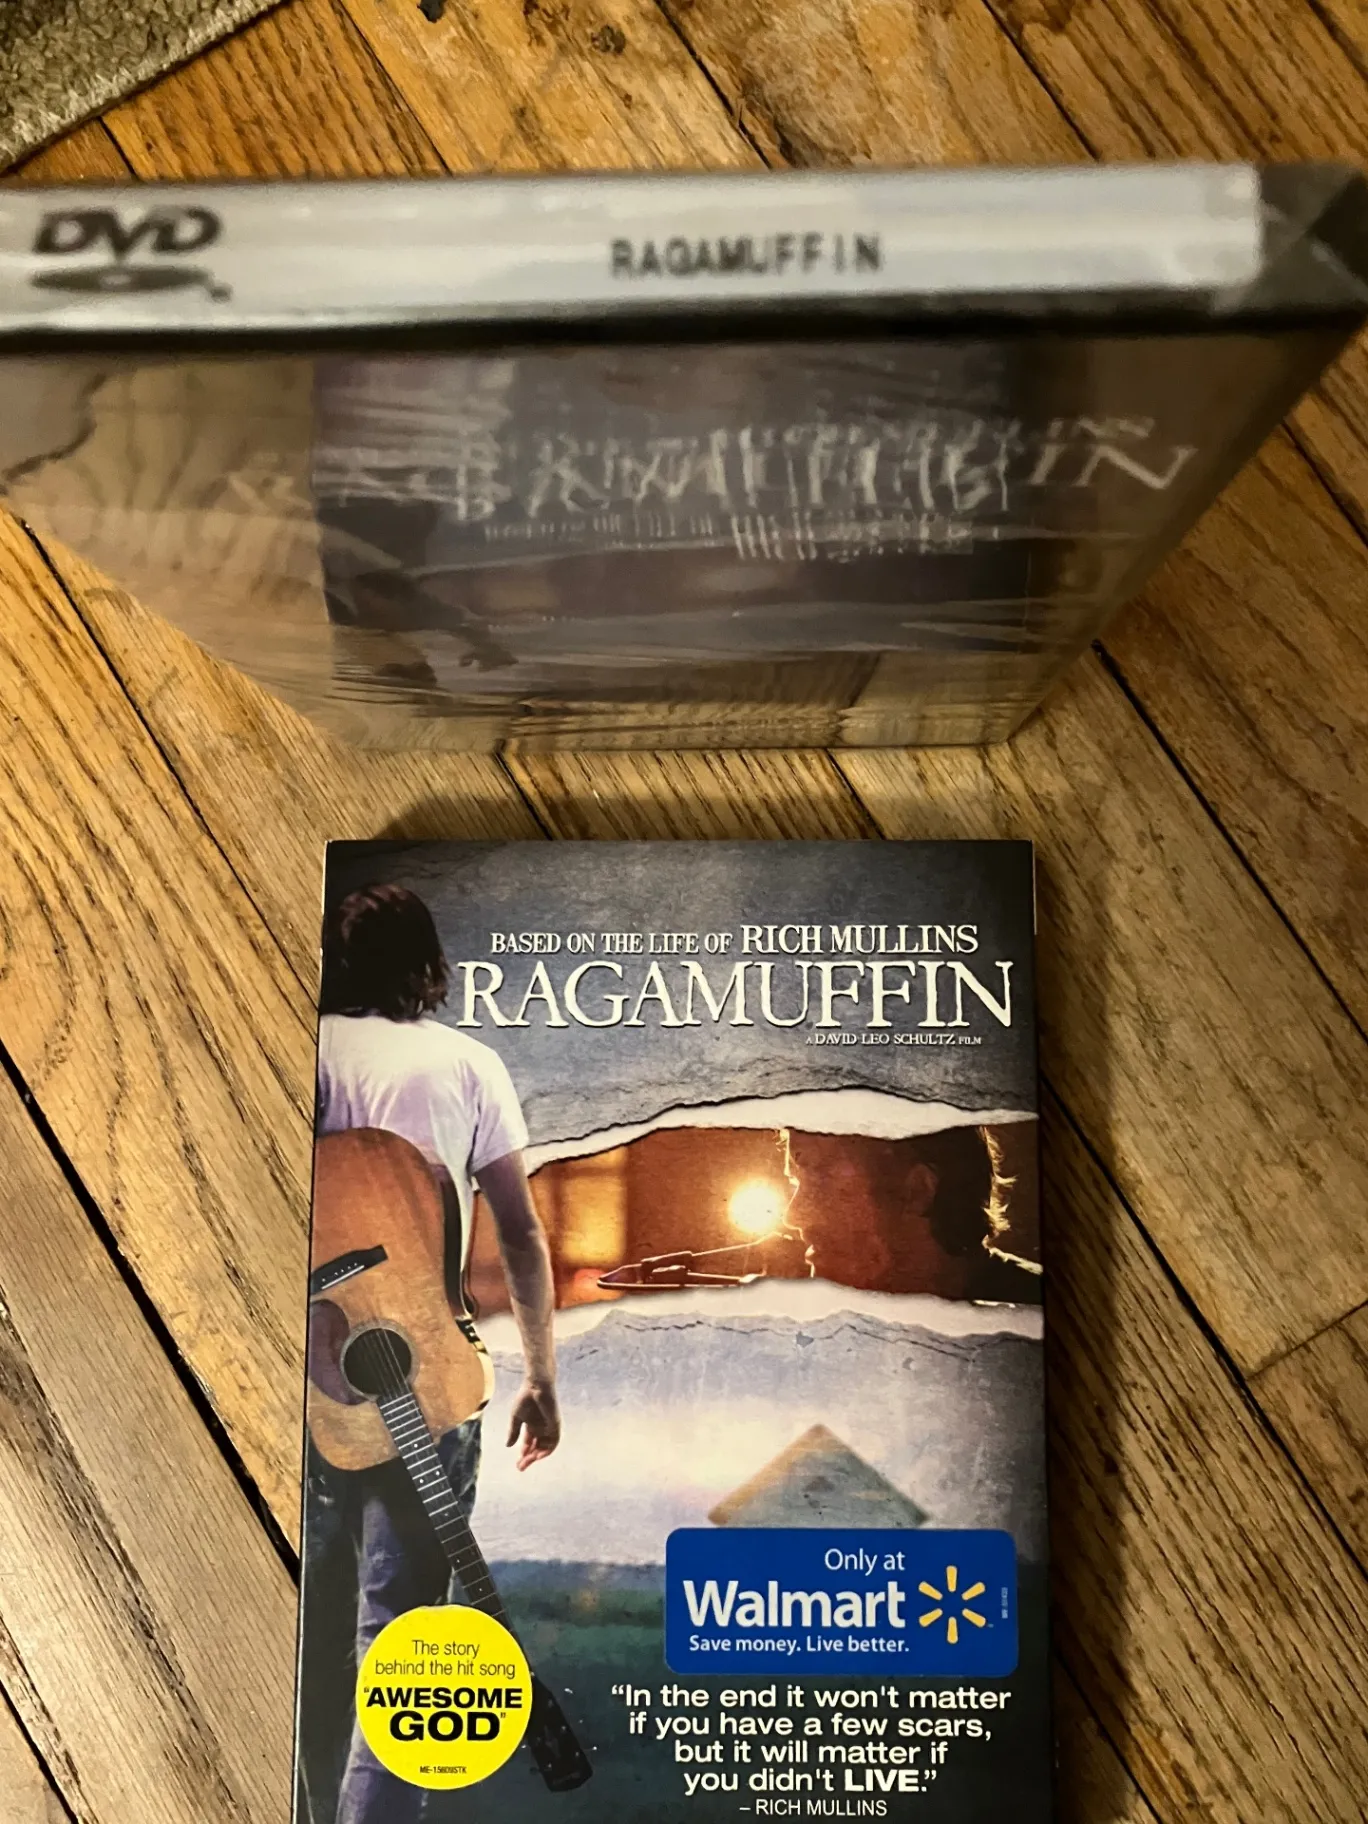 DVD
RAGAMUFFIN
BASED ON THE LIFE OF RICH MULLINS
RAGAMUFFIN
A DAVID LEO SCHULTZ FILM
Only at
Walmart
Save money. Live better.
The story
behind the hit song
"AWESOME
GOD"
ME-15809STK
"In the end it won't matter
if you have a few scars,
but it will matter if
you didn't LIVE."
– RICH MULLINS